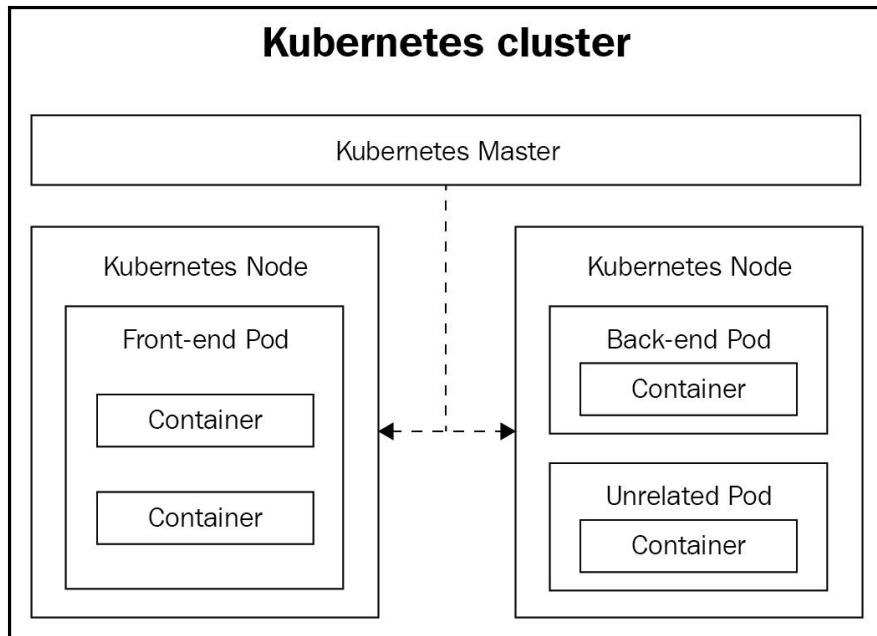 Kubernetes cluster
Kubernetes Master
Kubernetes Node
Front-end Pod
Container
Container
Kubernetes Node
Back-end Pod
Container
Unrelated Pod
Container